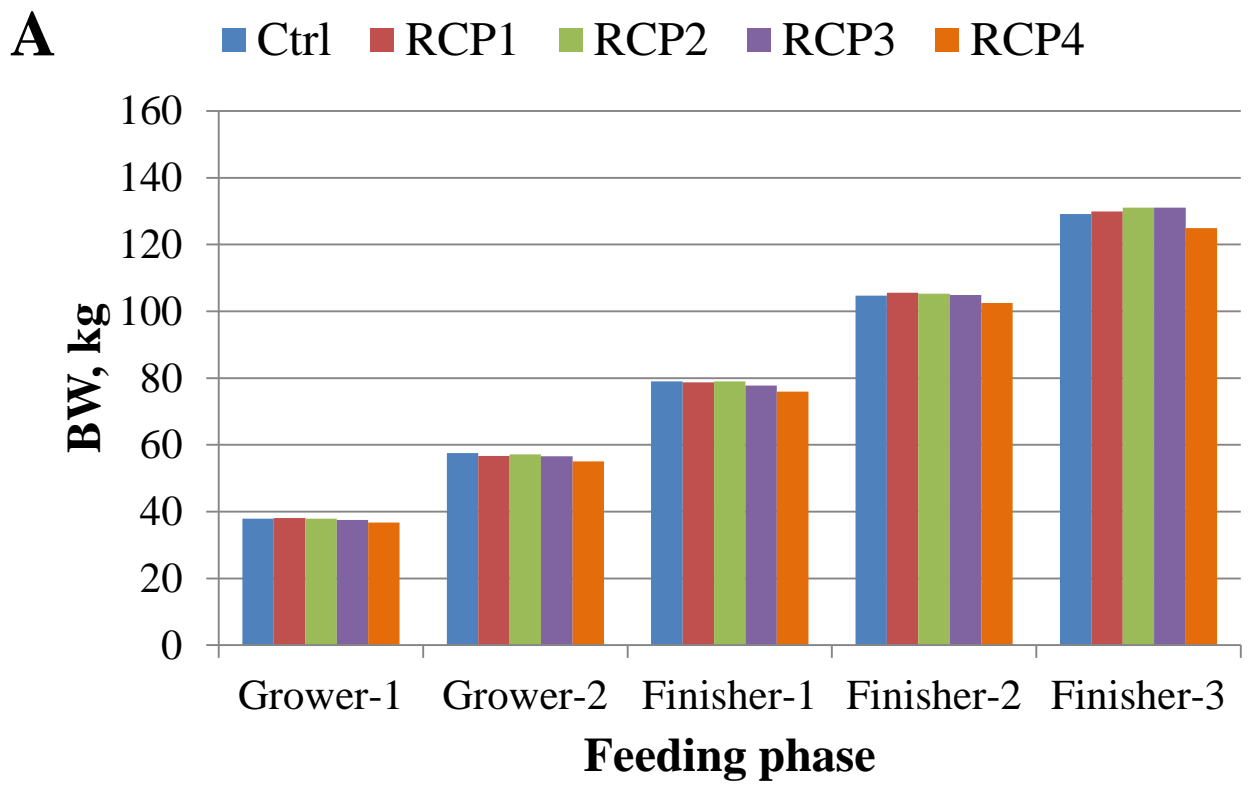 A
Ctrl RCP1 RCP2 RCP3 RCP4
160
140
120
100
80
60
40
20
0
BW, kg
Grower-1 Grower-2 Finisher-1 Finisher-2 Finisher-3
Feeding phase